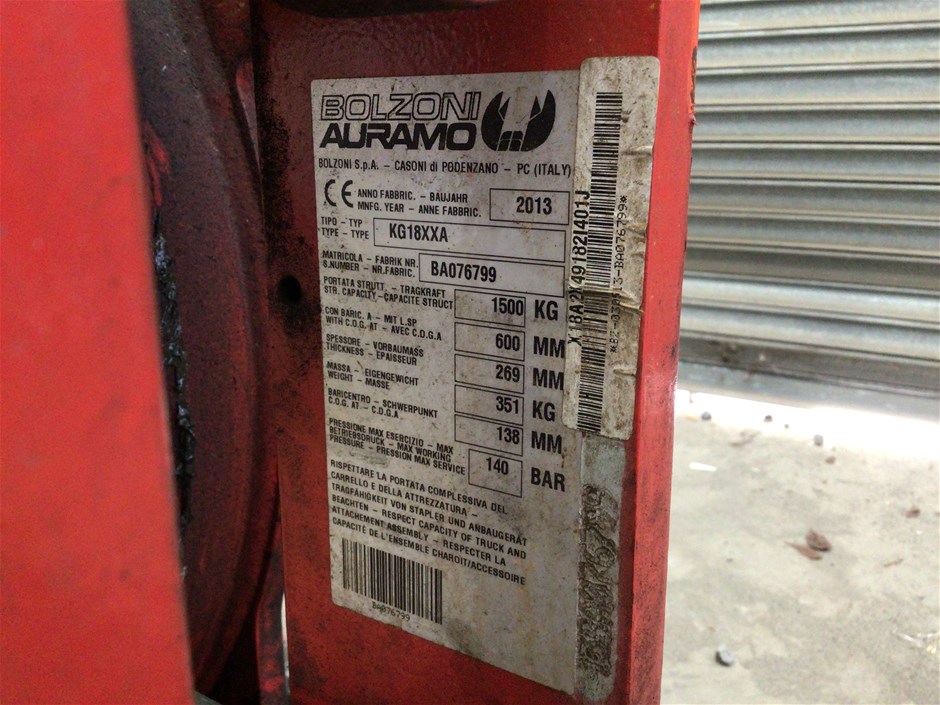 BOLZONI
AURAMO
BOLZONI S.p.A. - CASONI di PODENZANO - PC (ITALY)
CE
ANNO FABBRIC. - BAUJAHR
MNFG. YEAR - ANNE FABBRIC.
2013
TIPO - TYP
TYPE - TYPE
KG18XXA
MATRICOLA - FABRIK NR.
S.NUMBER - NR.FABRIC.
BA076799
PORTATA STRUTT. - TRAGKRAFT
STR. CAPACITY - CAPACITE STRUCT
1500 KG
CON BARIC. A - MIT L.SP
WITH C.D.G. AT - AVEC C.D.G.A
600 MM
SPESSORE - VORBAUMASS
THICKNESS - EPAISSEUR
269 MM
MASSA - EIGENGEWICHT
WEIGHT - MASSE
351 KG
BARICENTRO - SCHWERPUNKT
C.O.G. AT - C.D.G.A
138 MM
PRESSIONE MAX ESERCIZIO - MAX
BETRIEBSDRUCK - MAX WORKING
PRESSURE - PRESSION MAX SERVICE
140 BAR
RISPETTARE LA PORTATA COMPLESSIVA DEL
CARRELLO E DELLA ATTREZZATURA -
TRAGFÄHIGKEIT VON STAPLER UND ANBAUGERÄT
BEACHTEN - RESPECT CAPACITY OF TRUCK AND
ATTACHEMENT ASSEMBLY - RESPECTER LA
CAPACITE DE L'ENSEMBLE CHAROIT/ACCESSOIRE
BA076799